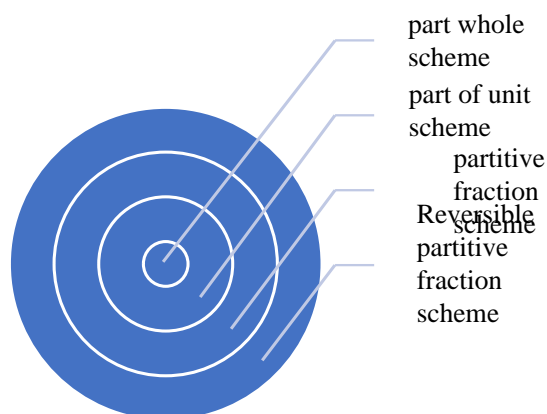 part whole
scheme
part of unit
scheme
partitive
fraction
scheme
Reversible
partitive
fraction
scheme